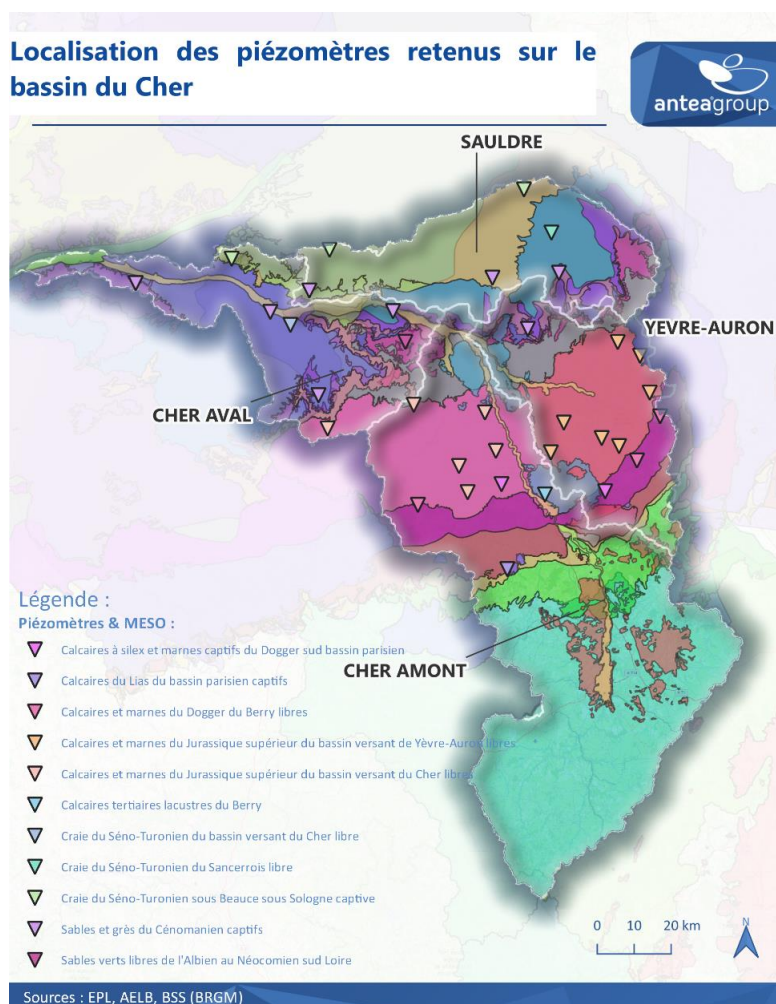 Localisation des piézomètres retenus sur le
bassin du Cher
anteagroup
SAULDRE
YEVRE-AURON
CHER AVAL
CHER AMONT
Légende :
Piézomètres & MESO :
Calcaires à silex et marnes captifs du Dogger sud bassin parisien
Calcaires du Lias du bassin parisien captifs
Calcaires et marnes du Dogger du Berry libres
Calcaires et marnes du Jurassique supérieur du bassin versant de Yèvre-Auron libres
Calcaires et marnes du Jurassique supérieur du bassin versant du Cher libres
Calcaires tertiaires lacustres du Berry
Craie du Séno-Turonien du bassin versant du Cher libre
Craie du Séno-Turonien du Sancerrois libre
Craie du Séno-Turonien sous Beauce sous Sologne captive
Sables et grès du Cénomanien captifs
Sables verts libres de l'Albien au Néocomien sud Loire
0 10 20 km
N
Sources : EPL, AELB, BSS (BRGM)